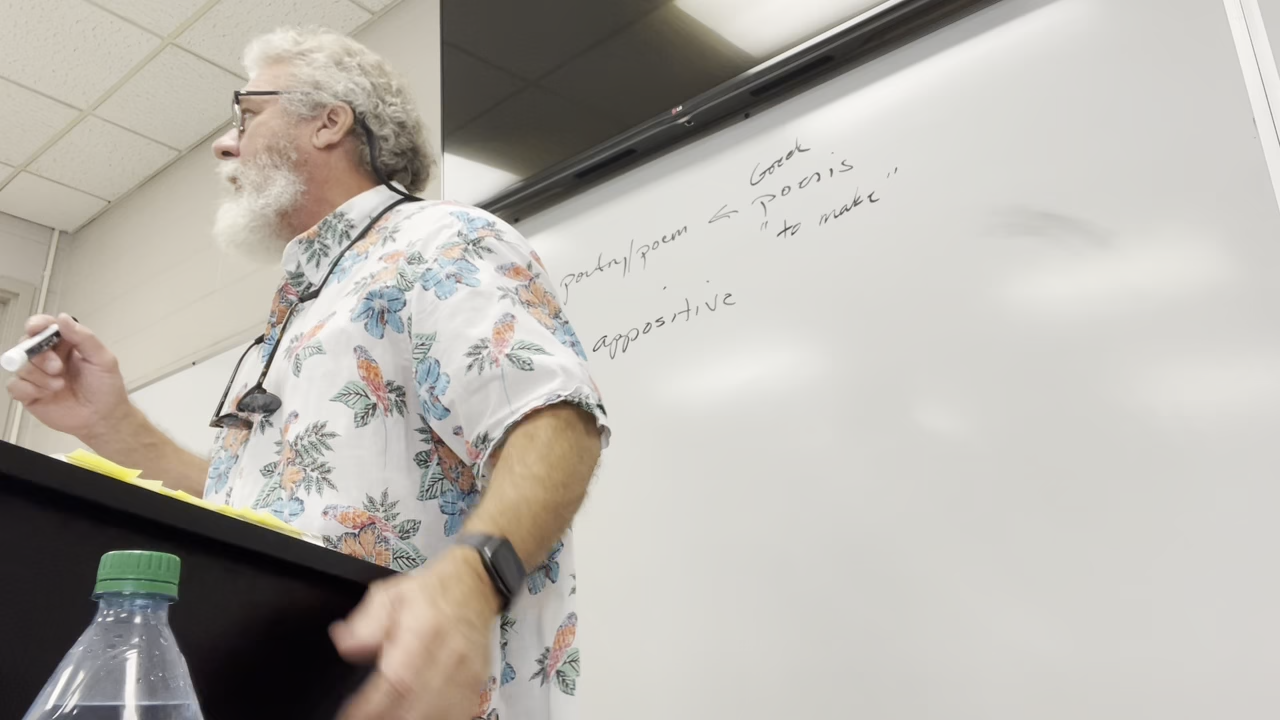 Greek
poetry/poem < poesis
"to make"
appositive